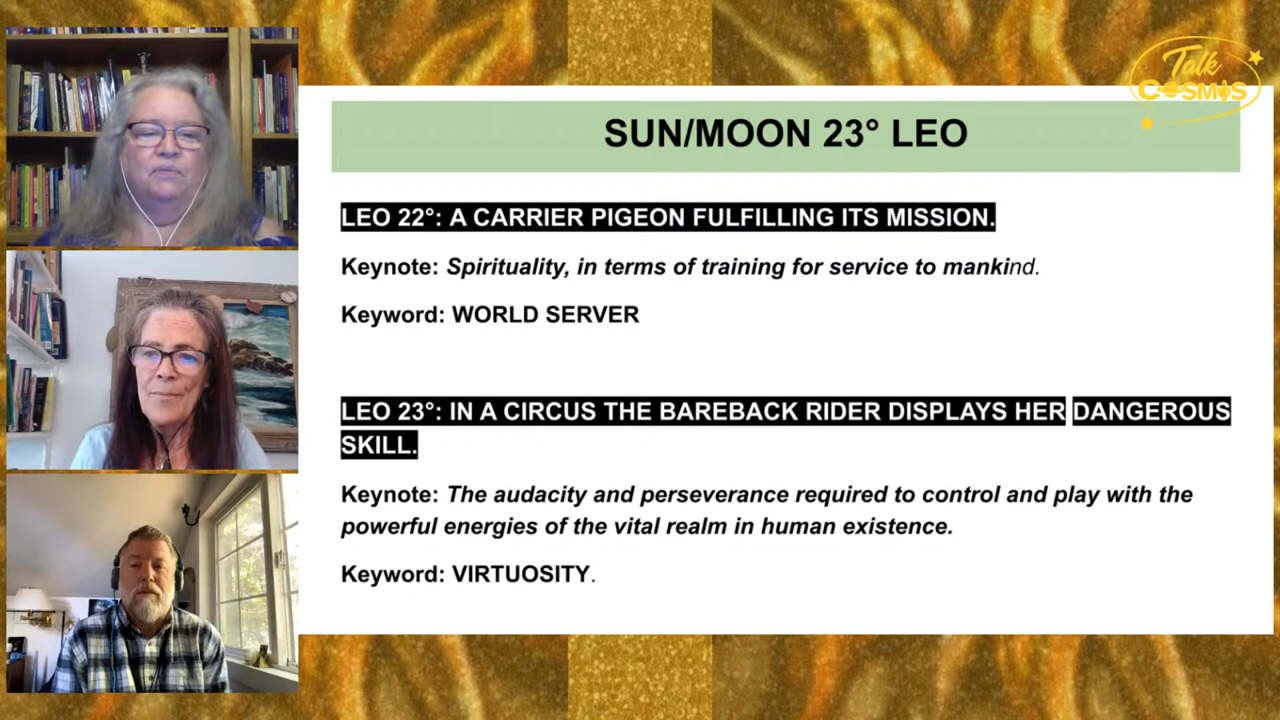 Talk
COSMOS
SUN/MOON 23° LEO
LEO 22°: A CARRIER PIGEON FULFILLING ITS MISSION.
Keynote: Spirituality, in terms of training for service to mankind.
Keyword: WORLD SERVER
LEO 23°: IN A CIRCUS THE BAREBACK RIDER DISPLAYS HER DANGEROUS
SKILL.
Keynote: The audacity and perseverance required to control and play with the
powerful energies of the vital realm in human existence.
Keyword: VIRTUOSITY.